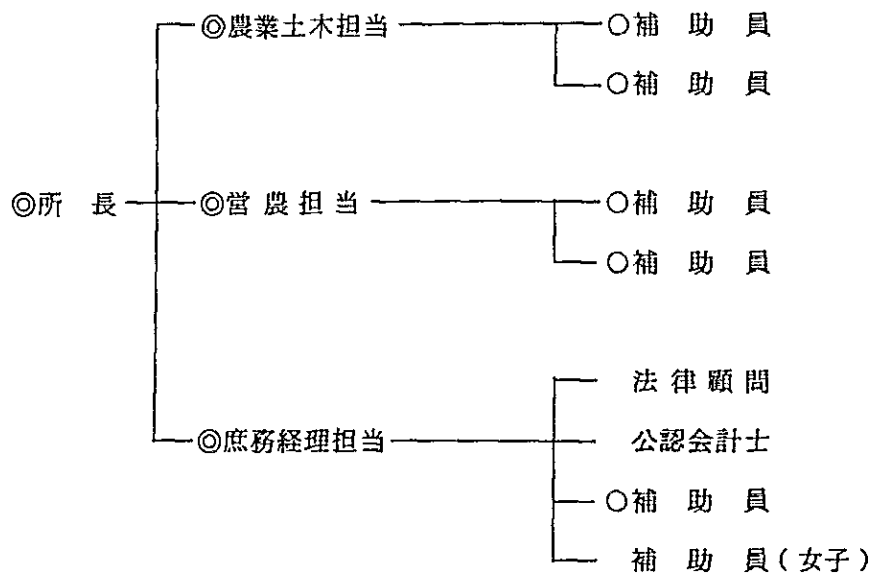 ◎農業土木担当 ○補助員
○補助員
◎所長 ◎営農担当 ○補助員
○補助員
法律顧問
◎庶務経理担当 公認会計士
○補助員
補助員(女子)